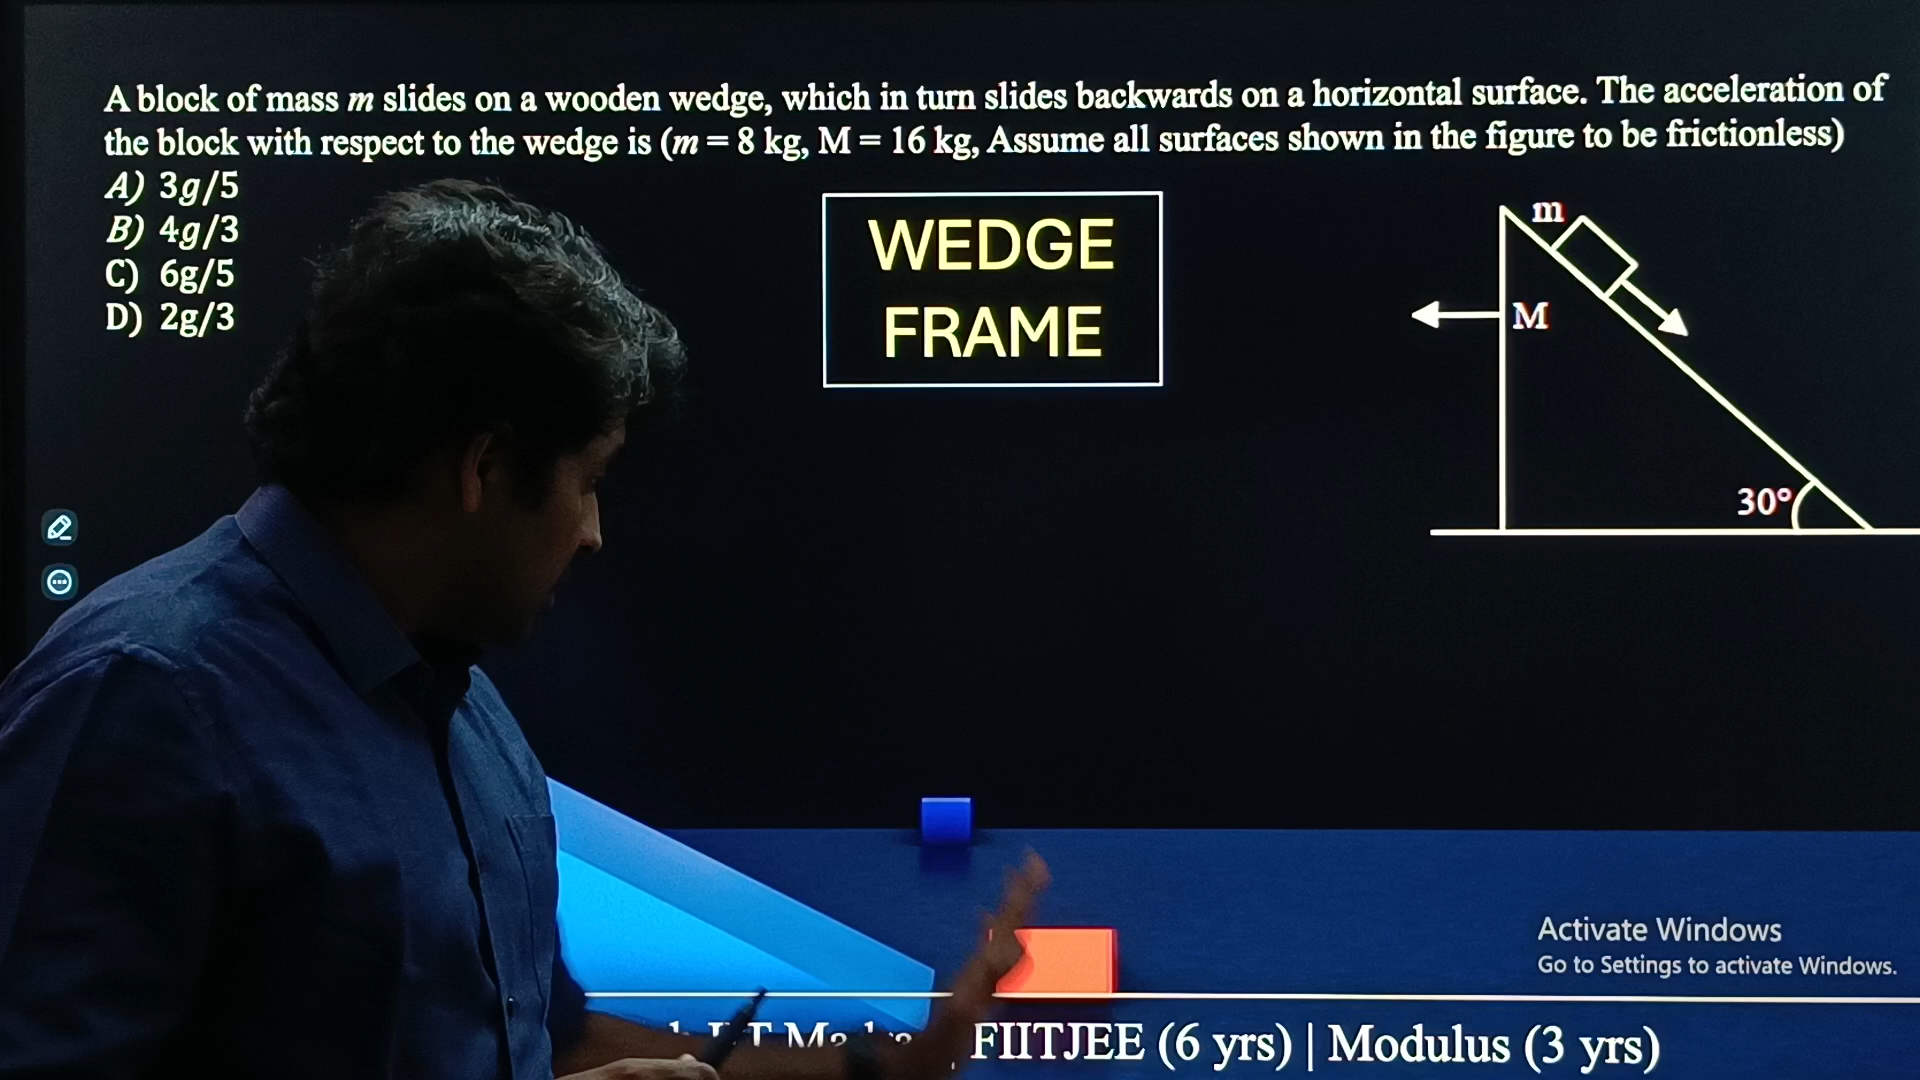 A block of mass m slides on a wooden wedge, which in turn slides backwards on a horizontal surface. The acceleration of
the block with respect to the wedge is (m = 8 kg, M = 16 kg, Assume all surfaces shown in the figure to be frictionless)
A) 3g/5
B) 4g/3
C) 6g/5
D) 2g/3
WEDGE
FRAME
m
M
30°
Activate Windows
Go to Settings to activate Windows.
FIITJEE (6 yrs) | Modulus (3 yrs)